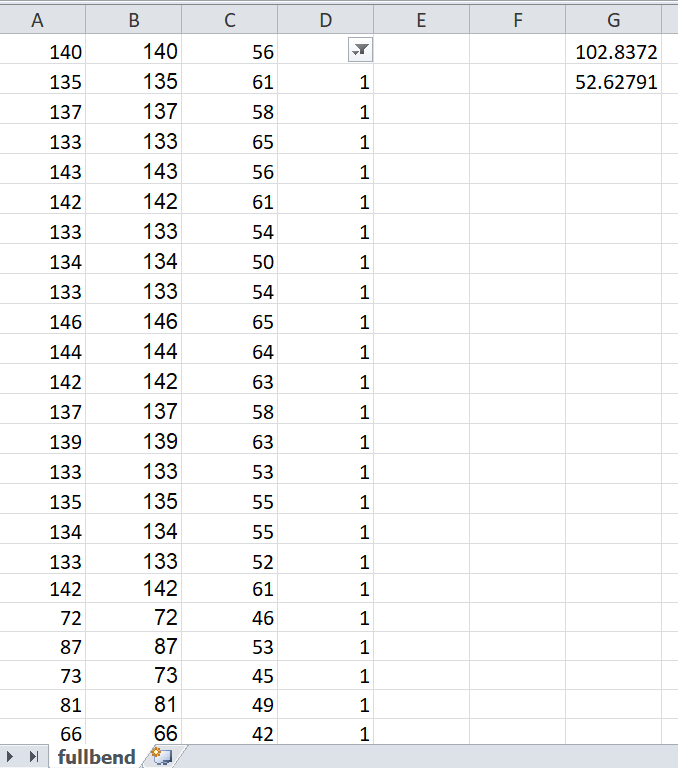 A B C D E F G
140 140 56 102.8372
135 135 61 1 52.62791
137 137 58 1
133 133 65 1
143 143 56 1
142 142 61 1
133 133 54 1
134 134 50 1
133 133 54 1
146 146 65 1
144 144 64 1
142 142 63 1
137 137 58 1
139 139 63 1
133 133 53 1
135 135 55 1
134 134 55 1
133 133 52 1
142 142 61 1
72 72 46 1
87 87 53 1
73 73 45 1
81 81 49 1
66 66 42 1
fullbend